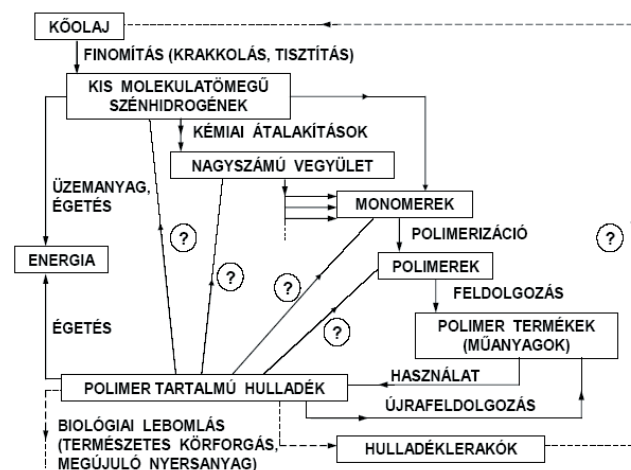 KŐOLAJ
FINOMÍTÁS (KRAKKOLÁS, TISZTÍTÁS)
KIS MOLEKULATÖMEGŰ
SZÉNHIDROGÉNEK
KÉMIAI ÁTALAKÍTÁSOK
NAGYSZÁMÚ VEGYÜLET
ÜZEMANYAG,
ÉGETÉS
MONOMEREK
?
POLIMERIZÁCIÓ
?
ENERGIA
?
POLIMEREK
?
FELDOLGOZÁS
?
ÉGETÉS
POLIMER TERMÉKEK
(MŰANYAGOK)
HASZNÁLAT
POLIMER TARTALMÚ HULLADÉK
ÚJRAFELDOLGOZÁS
BIOLÓGIAI LEBOMLÁS
(TERMÉSZETES KÖRFORGÁS,
MEGÚJULÓ NYERSANYAG)
HULLADÉKLERAKÓK